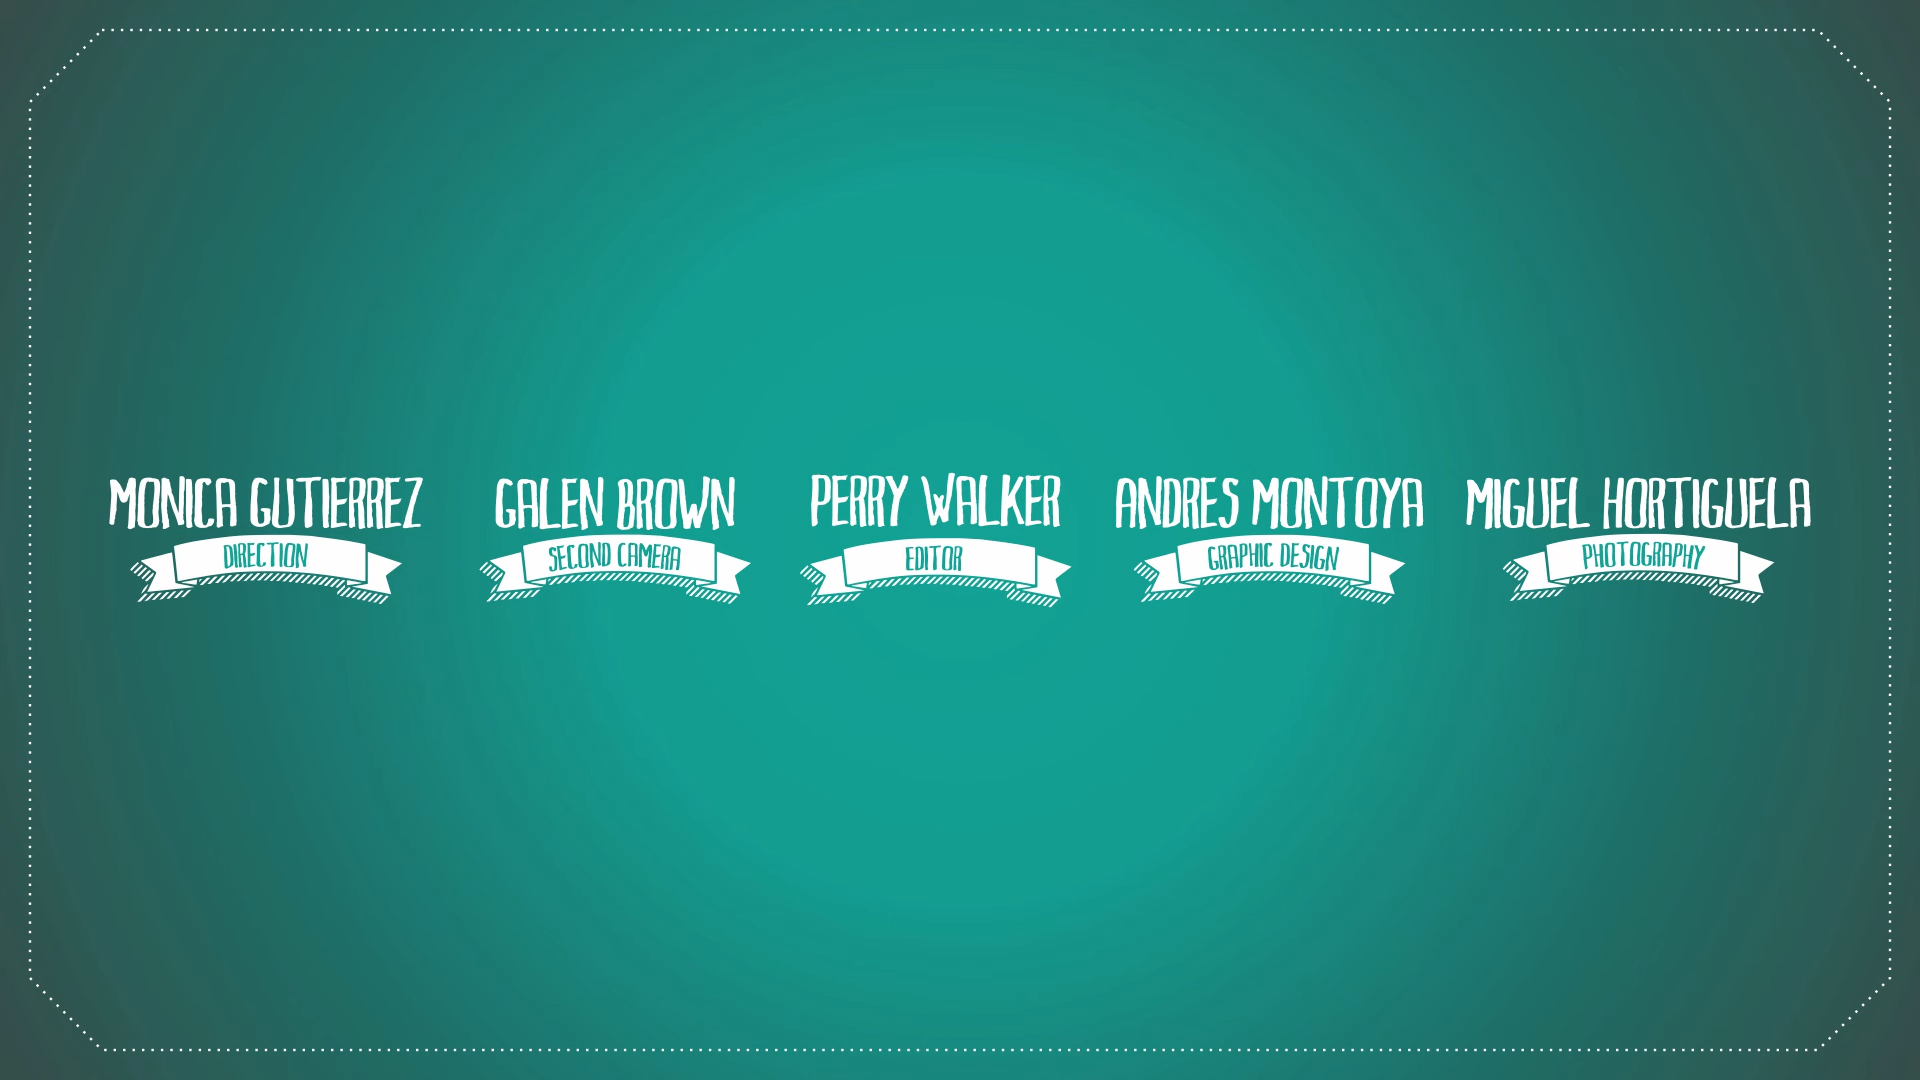 MONICA GUTIERREZ
DIRECTION
GALEN BROWN
SECOND CAMERA
PERRY WALKER
EDITOR
ANDRES MONTOYA
GRAPHIC DESIGN
MIGUEL HORTIGUELA
PHOTOGRAPHY